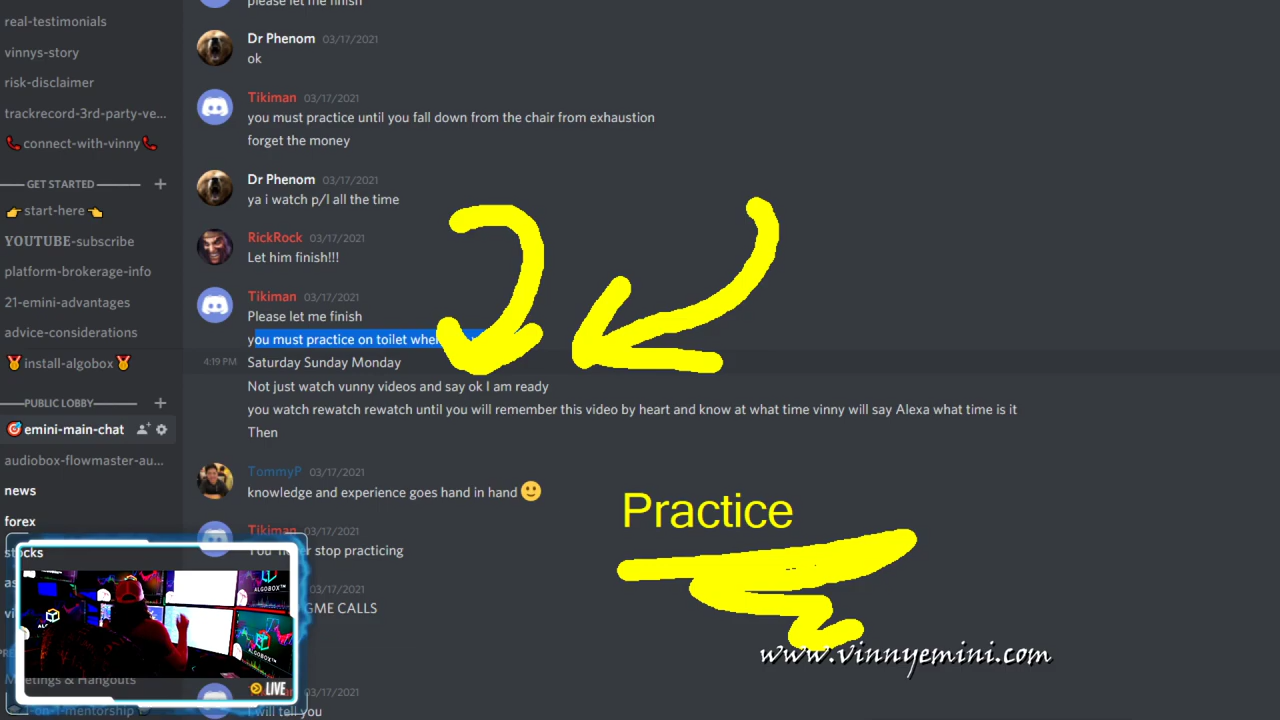 please let me finish
real-testimonials
vinnys-story
risk-disclaimer
trackrecord-3rd-party-ve...
connect-with-vinny
GET STARTED
start-here
YOUTUBE-subscribe
platform-brokerage-info
21-emini-advantages
advice-considerations
install-algobox
PUBLIC LOBBY
emini-main-chat
audiobox-flowmaster-au...
news
forex
stocks
as
vi
Meetings & Hangouts
1-on-1-mentorship
Dr Phenom 03/17/2021
ok
Tikiman 03/17/2021
you must practice until you fall down from the chair from exhaustion
forget the money
Dr Phenom 03/17/2021
ya i watch p/l all the time
RickRock 03/17/2021
Let him finish!!!
Tikiman 03/17/2021
Please let me finish
you must practice on toilet when
4:19 PM Saturday Sunday Monday
Not just watch vunny videos and say ok I am ready
you watch rewatch rewatch until you will remember this video by heart and know at what time vinny will say Alexa what time is it
Then
TommyP 03/17/2021
knowledge and experience goes hand in hand
Practice
Tikiman 03/17/2021
You never stop practicing
03/17/2021
GME CALLS
www.vinnyemini.com
ALGOBOX™
ALGOBOX
LIVE
03/17/2021
I will tell you